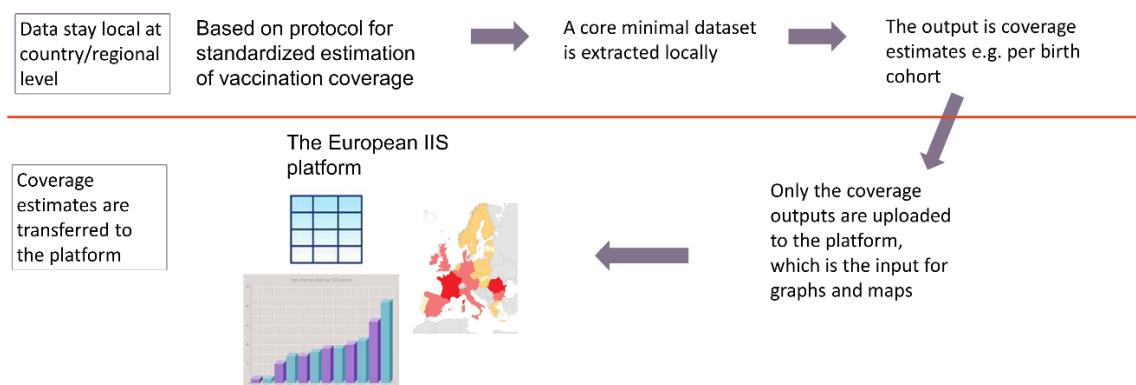 Data stay local at
country/regional
level
Based on protocol for
standardized estimation
of vaccination coverage
A core minimal dataset
is extracted locally
The output is coverage
estimates e.g. per birth
cohort
The European IIS
platform
Coverage
estimates are
transferred to
the platform
Only the coverage
outputs are uploaded
to the platform,
which is the input for
graphs and maps